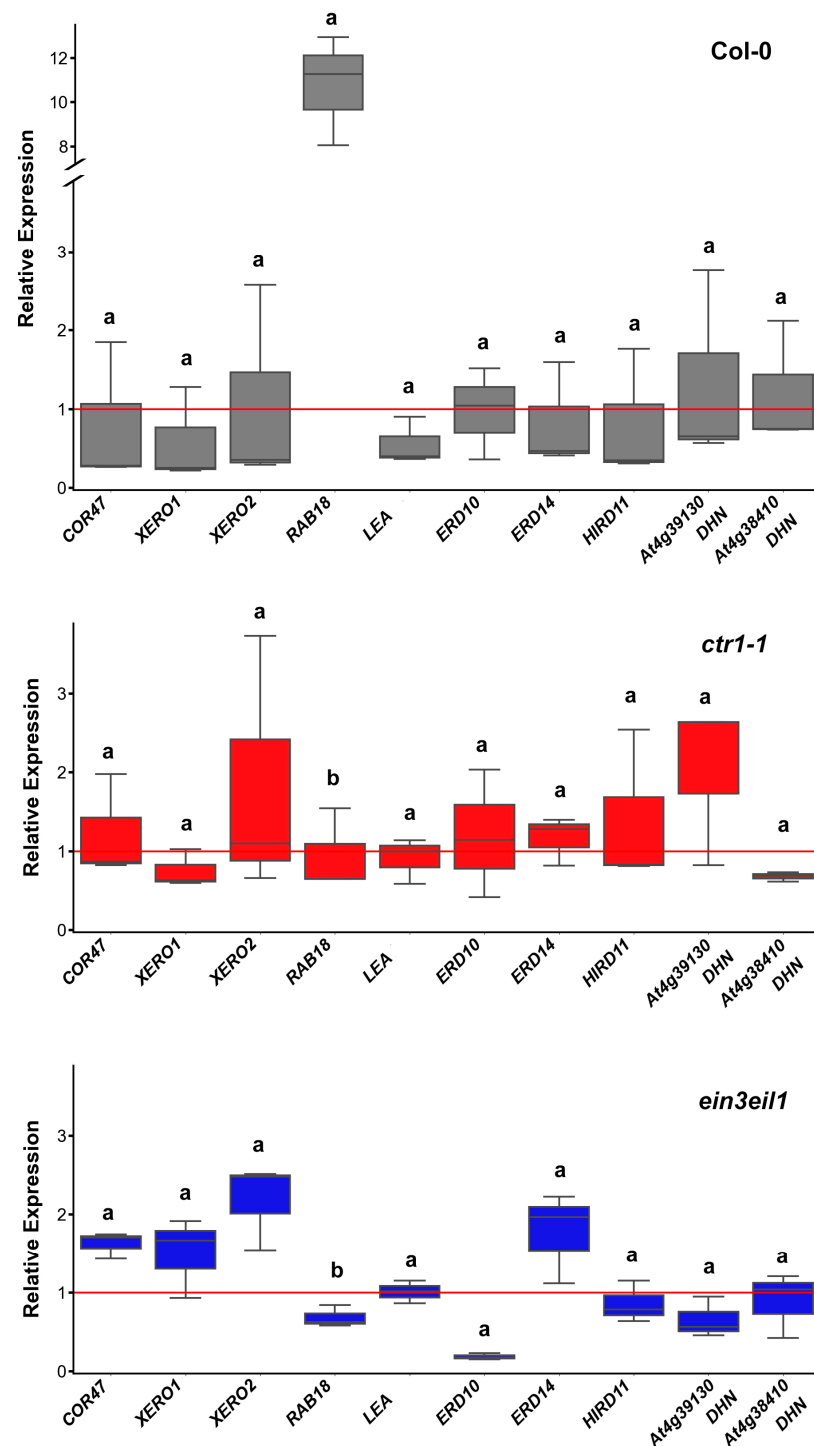 a
Col-0
12
10
8
Relative Expression
3
2
1
0
a a a a a a a a a
COR47 XERO1 XERO2 RAB18 LEA ERD10 ERD14 HIRD11 At4g39130 DHN At4g38410 DHN
ctr1-1
Relative Expression
3
2
1
0
a a a b a a a a a a
COR47 XERO1 XERO2 RAB18 LEA ERD10 ERD14 HIRD11 At4g39130 DHN At4g38410 DHN
ein3eil1
Relative Expression
3
2
1
0
a a a b a a a a a a
COR47 XERO1 XERO2 RAB18 LEA ERD10 ERD14 HIRD11 At4g39130 DHN At4g38410 DHN